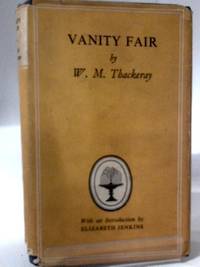 VANITY FAIR
by
W. M. Thackeray
With an Introduction by
ELIZABETH JENKINS